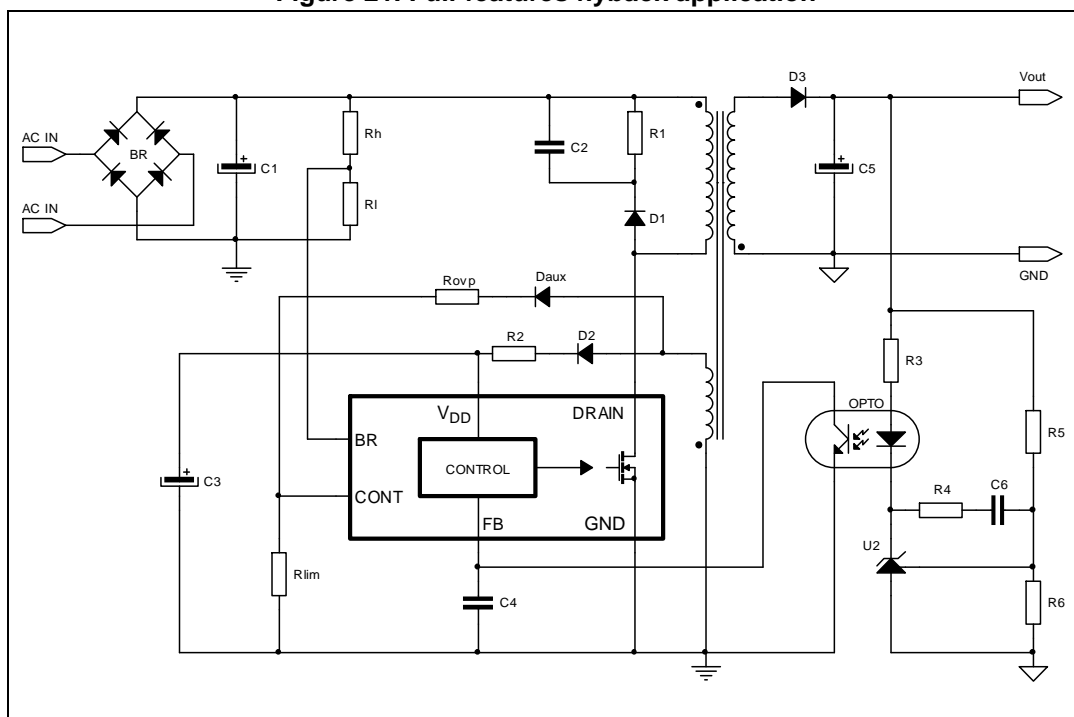 Figure Full features flyback application
D3
Vout
AC IN
BR
C1
Rh
C2
R1
C5
Rl
D1
AC IN
GND
Rovp
Daux
R2
D2
R3
VDD
DRAIN
OPTO
BR
R5
CONTROL
C3
CONT
R4
C6
FB
GND
U2
Rlim
C4
R6